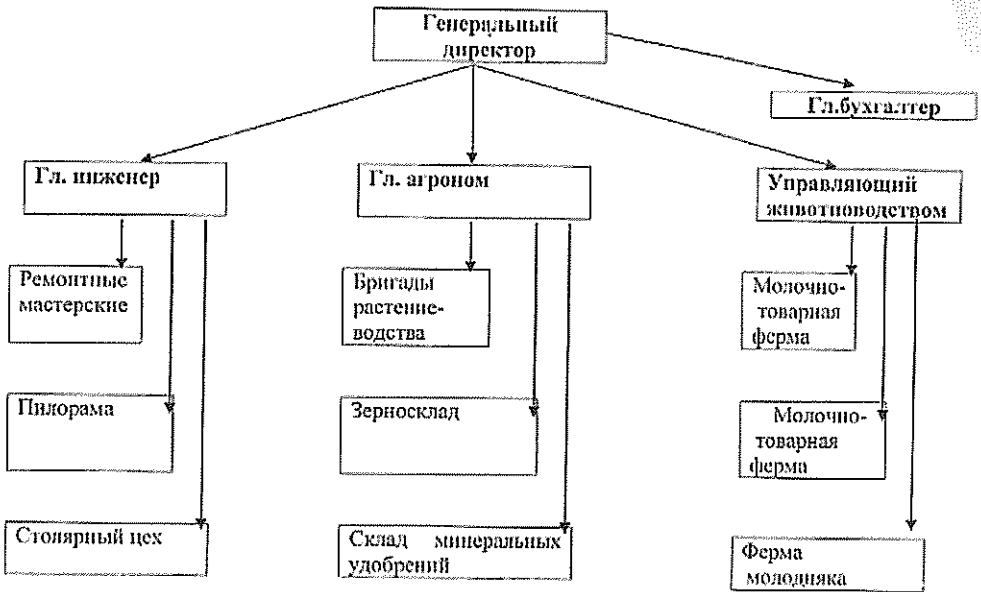 Генеральный
директор
Гл.бухгалтер
Гл. инженер
Гл. агроном
Управляющий
животноводством
Ремонтные
мастерские
Бригады
растение-
водства
Молочно-
товарная
ферма
Пилорама
Зерносклад
Молочно-
товарная
ферма
Столярный цех
Склад минеральных
удобрений
Ферма
молодняка